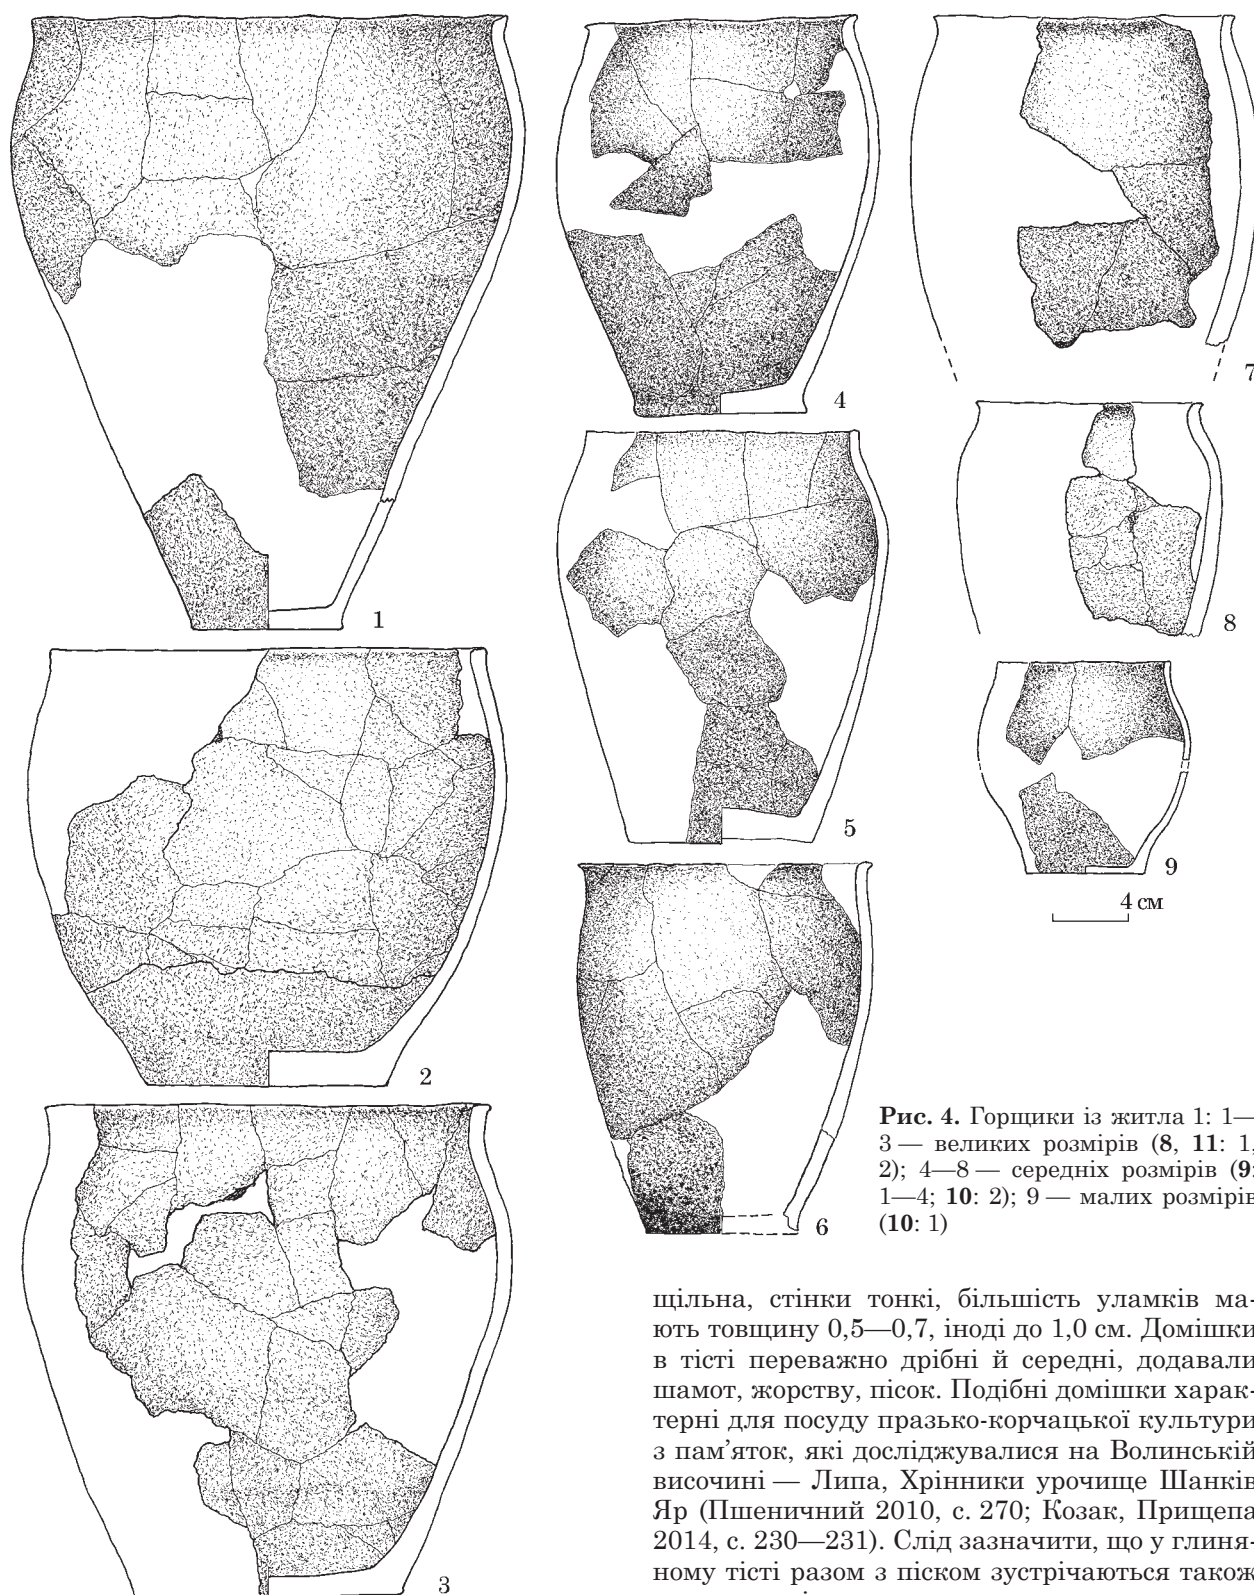 1
2
3
4
5
6
7
8
9
4 см
Рис. 4. Горщики із житла 1: 1—
3 — великих розмірів (8, 11: 1,
2); 4—8 — середніх розмірів (9:
1—4; 10: 2); 9 — малих розмірів
(10: 1)
щільна, стінки тонкі, більшість уламків ма-
ють товщину 0,5—0,7, іноді до 1,0 см. Домішки
в тісті переважно дрібні й середні, додавали
шамот, жорству, пісок. Подібні домішки харак-
терні для посуду празько-корчацької культури
з пам’яток, які досліджувалися на Волинській
височині — Липа, Хрінники урочище Шанків
Яр (Пшеничний 2010, с. 270; Козак, Прищепа
2014, с. 230—231). Слід зазначити, що у глиня-
ному тісті разом з піском зустрічаються також